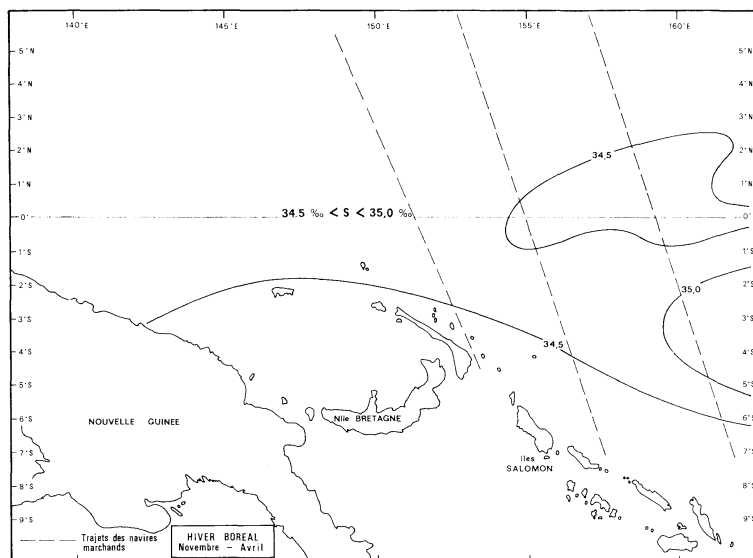 140°E 145°E 150°E 155°E 160°E
5°N 5°N
4° 4°
3° 3°
2°N 2°N
1°N 1°N
0° 0°
1°S 1°S
2°S 2°S
3°S 3°S
4°S 4°S
5°S 5°S
6°S 6°S
7°S 7°S
8°S 8°S
9°S 9°S
34,5
34.5 ‰ < S < 35,0 ‰
35,0
34,5
NOUVELLE GUINEE
Nlle BRETAGNE
Iles
SALOMON
Trajets des navires
marchands
HIVER BOREAL
Novembre – Avril